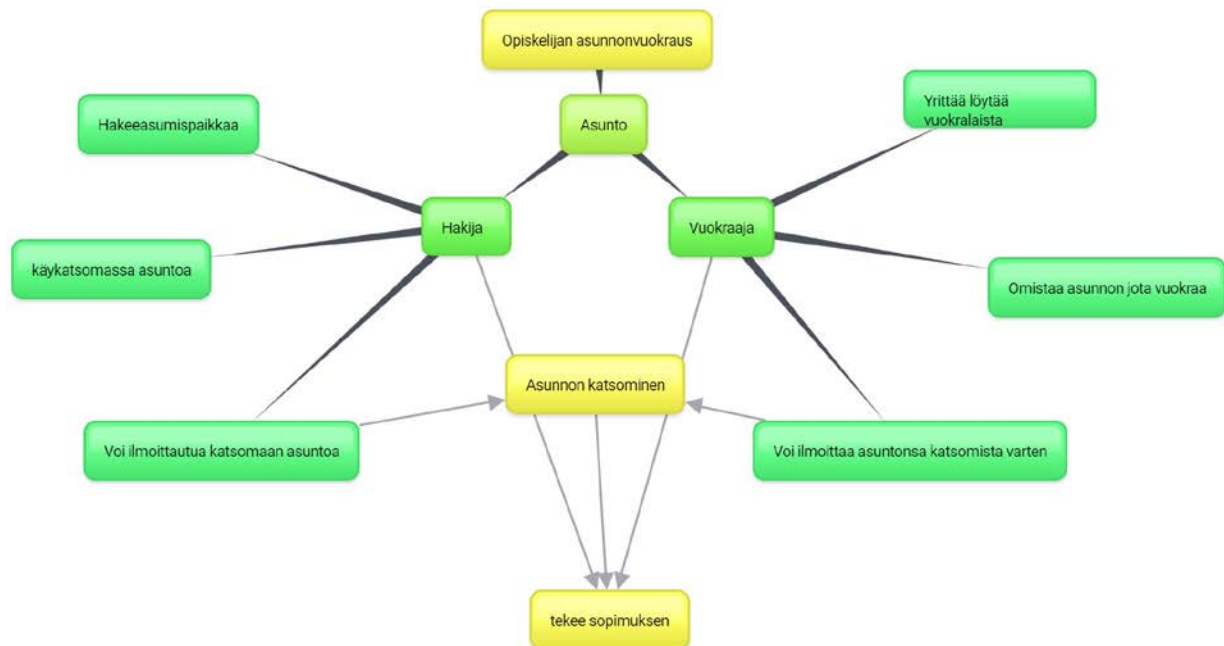 Opiskelijan asunnonvuokraus
Yrittää löytää
vuokralaista
Hakeeasumispaikkaa
Asunto
Hakija
Vuokraaja
käykatsomassa asuntoa
Omistaa asunnon jota vuokraa
Asunnon katsominen
Voi ilmoittautua katsomaan asuntoa
Voi ilmoittaa asuntonsa katsomista varten
tekee sopimuksen